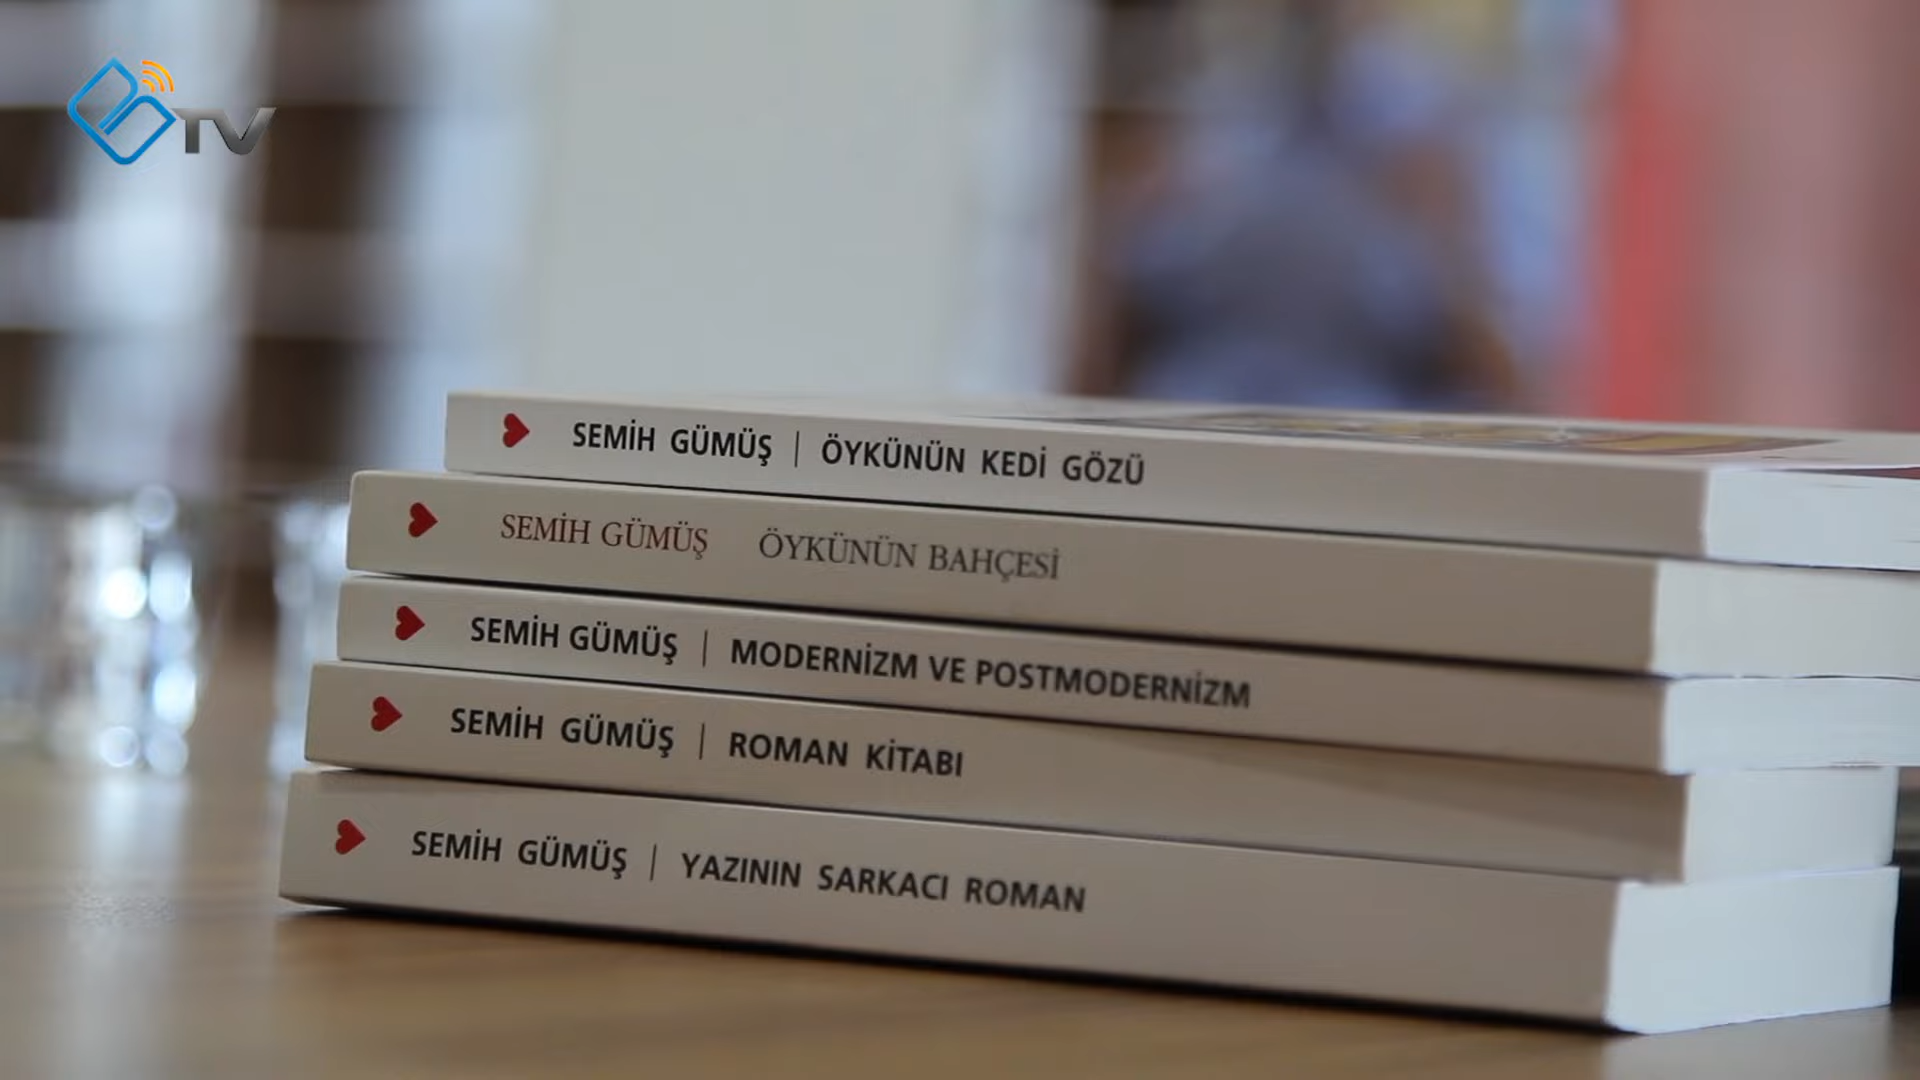 TV
SEMİH GÜMÜŞ | ÖYKÜNÜN KEDİ GÖZÜ
SEMİH GÜMÜŞ ÖYKÜNÜN BAHÇESİ
SEMİH GÜMÜŞ | MODERNİZM VE POSTMODERNİZM
SEMİH GÜMÜŞ | ROMAN KİTABI
SEMİH GÜMÜŞ | YAZININ SARKACI ROMAN